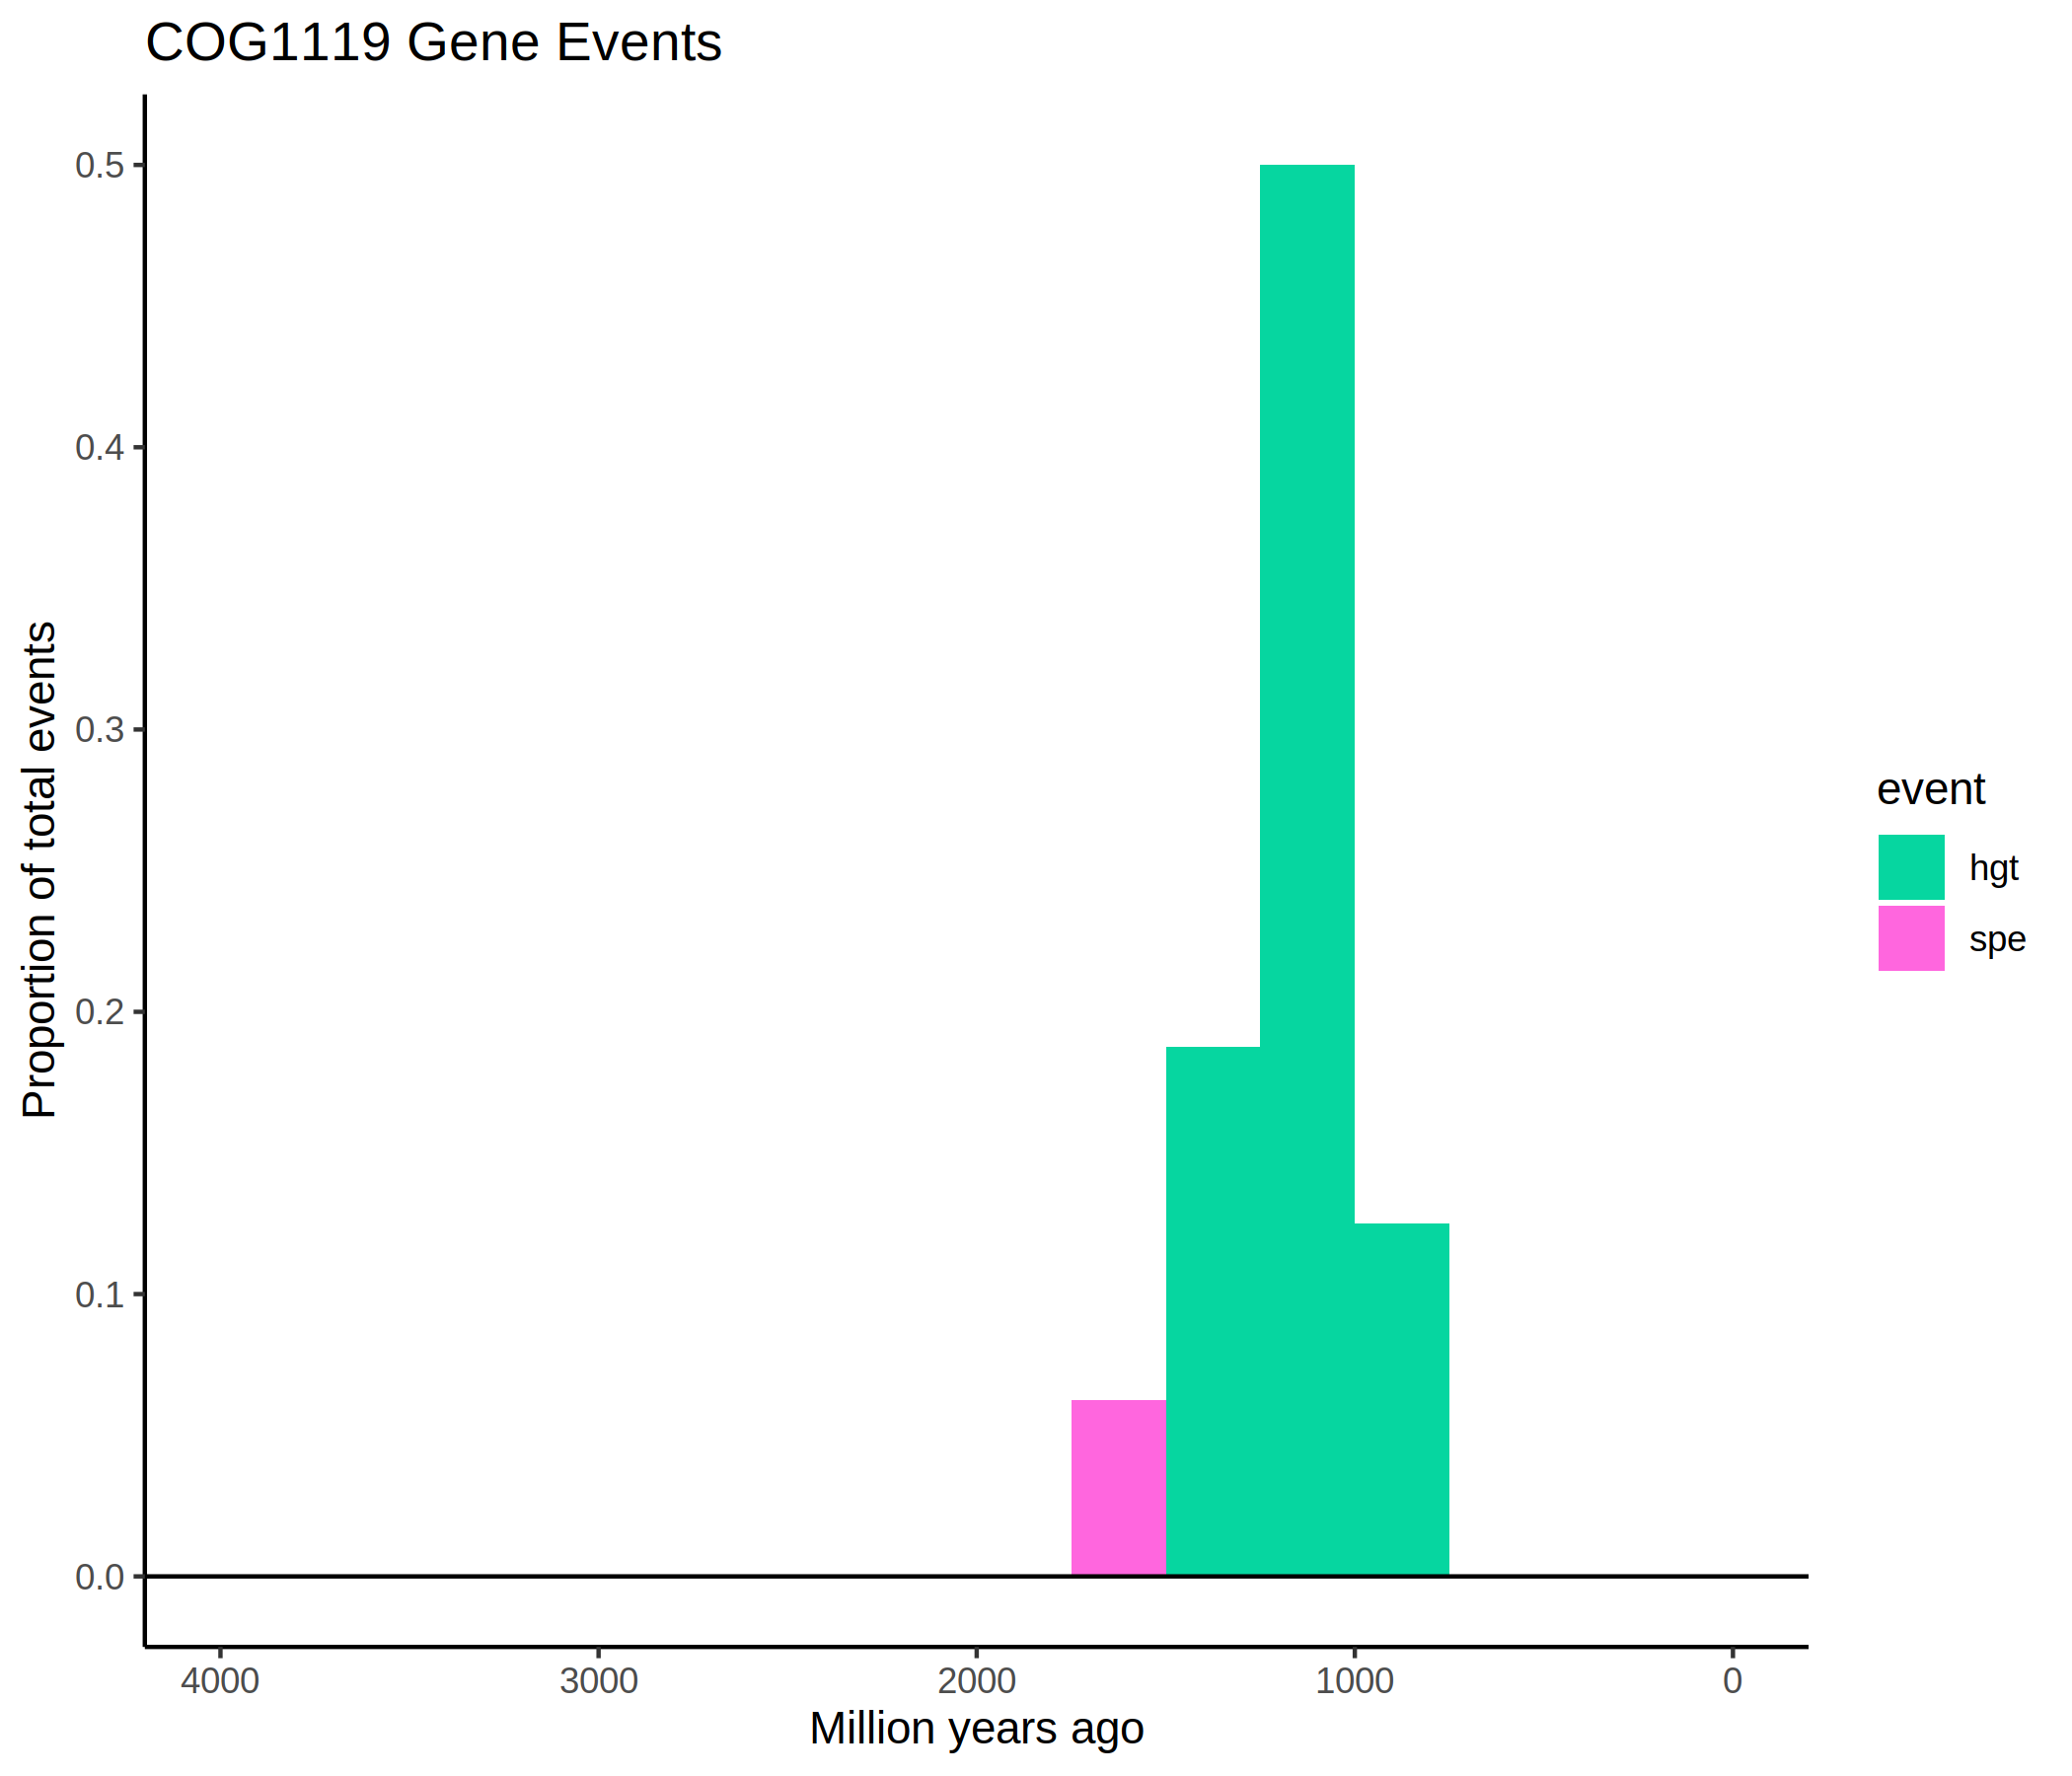 COG1119 Gene Events
Proportion of total events
0.5
0.4
0.3
0.2
0.1
0.0
4000 3000 2000 1000 0
Million years ago
event
hgt
spe